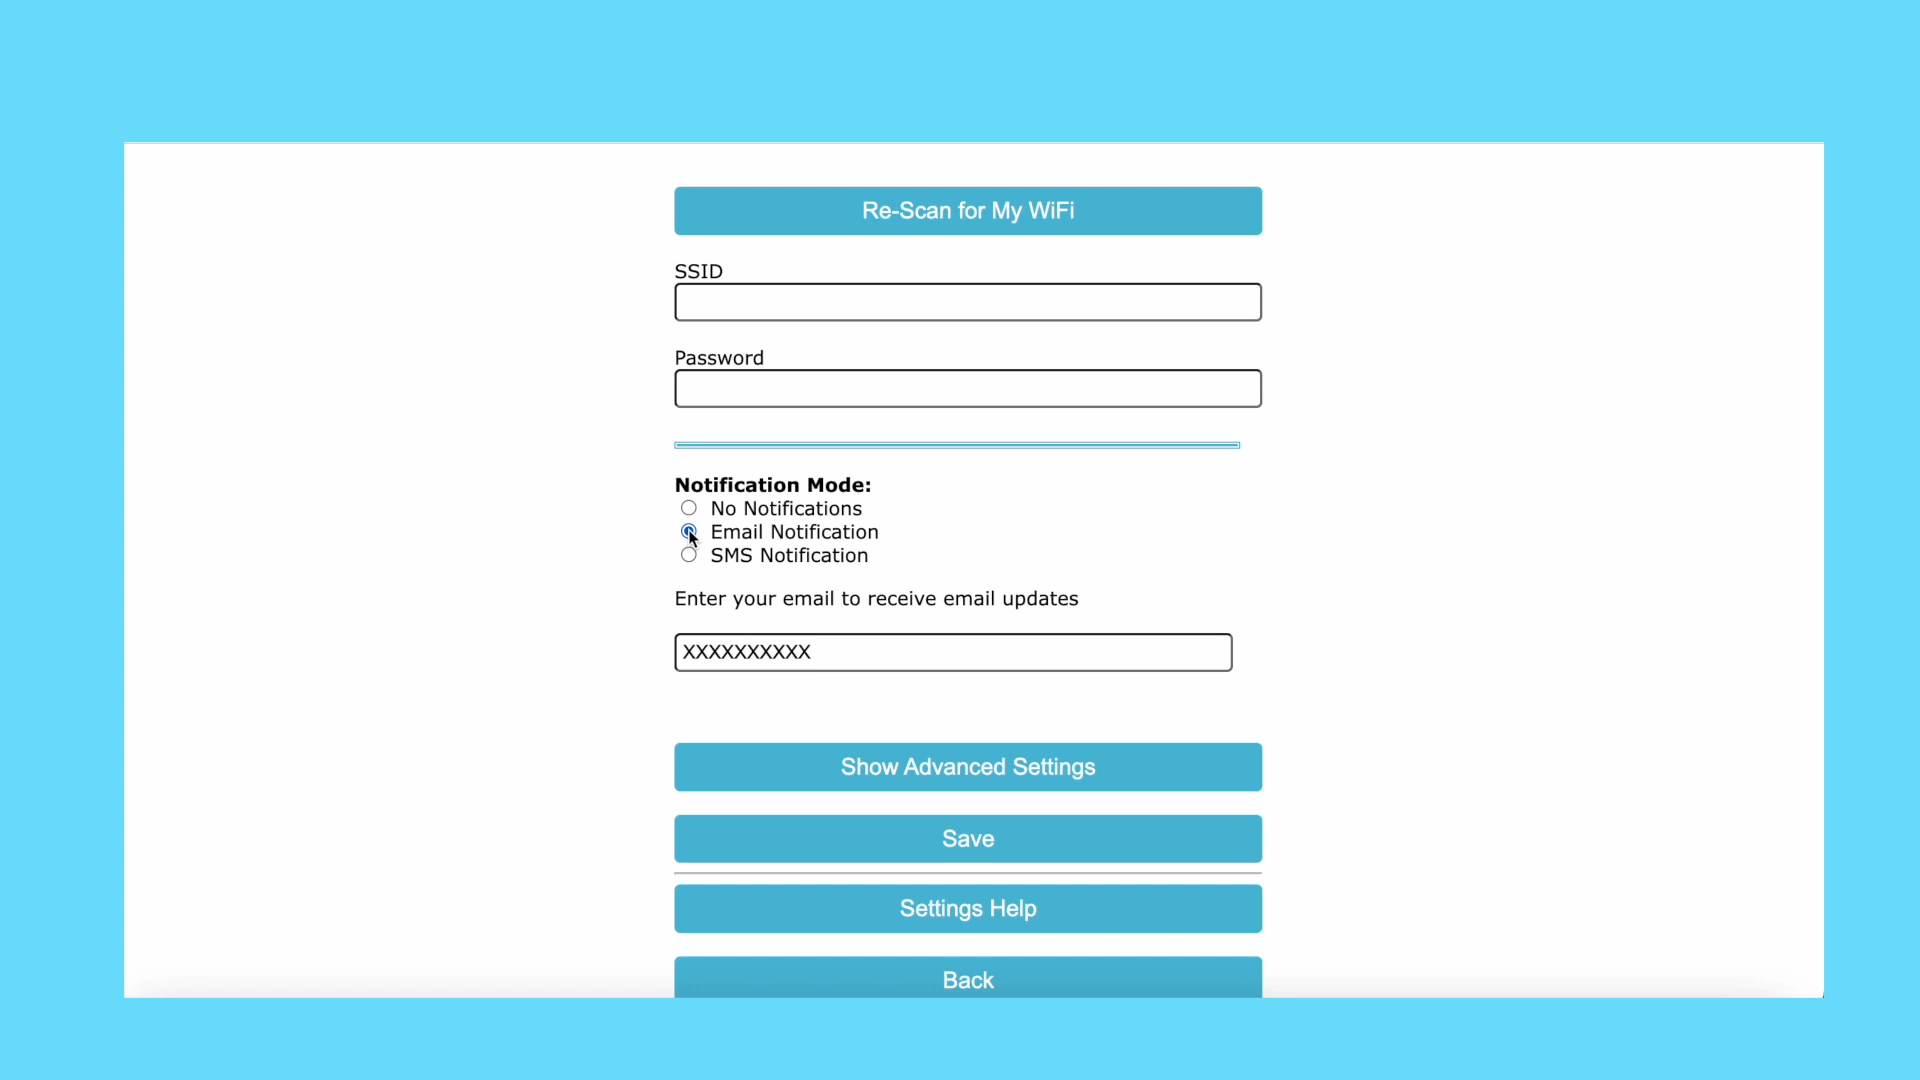 Re-Scan for My WiFi
SSID
Password
Notification Mode:
No Notifications
Email Notification
SMS Notification
Enter your email to receive email updates
XXXXXXXXXX
Show Advanced Settings
Save
Settings Help
Back